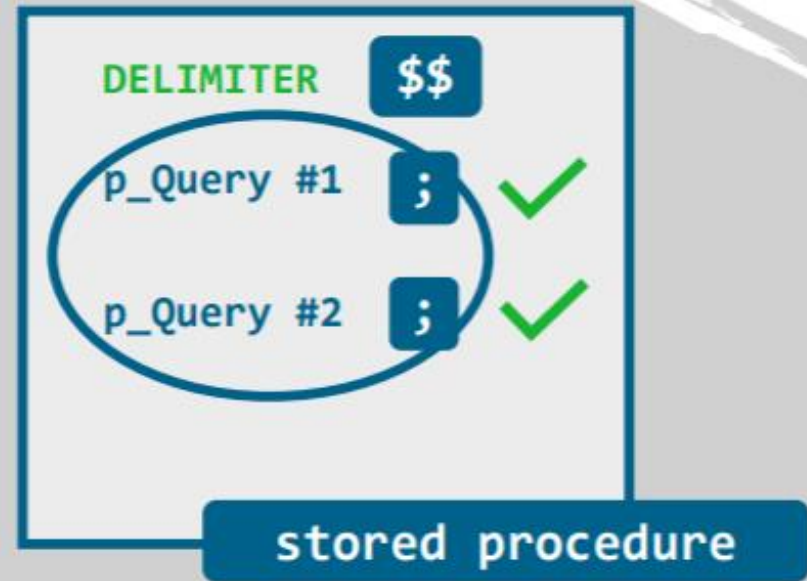 DELIMITER $$
p_Query #1 ;
p_Query #2 ;
stored procedure